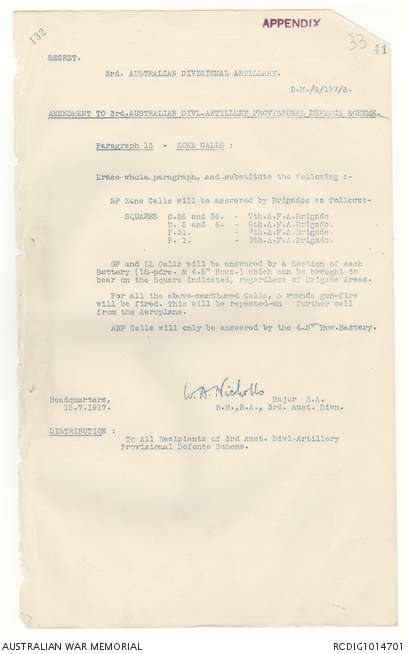 APPENDIX
132
33
41
SECRET.
3rd. AUSTRALIAN DIVISIONAL ARTILLERY.
B.M./9/177/3.
AMENDMENT TO 3rd.AUSTRALIAN DIVL.ARTILLERY PROVISIONAL DEFENCE SCHEME.
Paragraph 13 - ZONE CALLS :
Erase whole paragraph, and substitute the following :-
NF Zone Calls will be answered by Brigades as follows:-
SQUARES O.35 and 36. - 7th.A.F.A.Brigade.
U. 5 and 6. - 8th.A.F.A.Brigade.
P.31. - F.A.Brigade.
V. 1. - F.A.Brigade.
GF and LL Calls will be answered by a Section of each
Battery (18-pdrs. & 4.5" Hows.) which can be brought to
bear on the Square indicated, regardless of Brigade Areas.
For all the above-mentioned Calls, rounds gun-fire
will be fired. This will be repeated on further call
from the Aeroplane.
ANF Calls will only be answered by the 4.5" How.Battery.
W.A. Nicholls
Headquarters, Major R.A.
15.7.1917. B.M.,R.A., 3rd. Aust. Divn.
DISTRIBUTION :
To All Recipients of 3rd Aust. Divl.Artillery
Provisional Defence Scheme.
AUSTRALIAN WAR MEMORIAL
RCDIG1014701